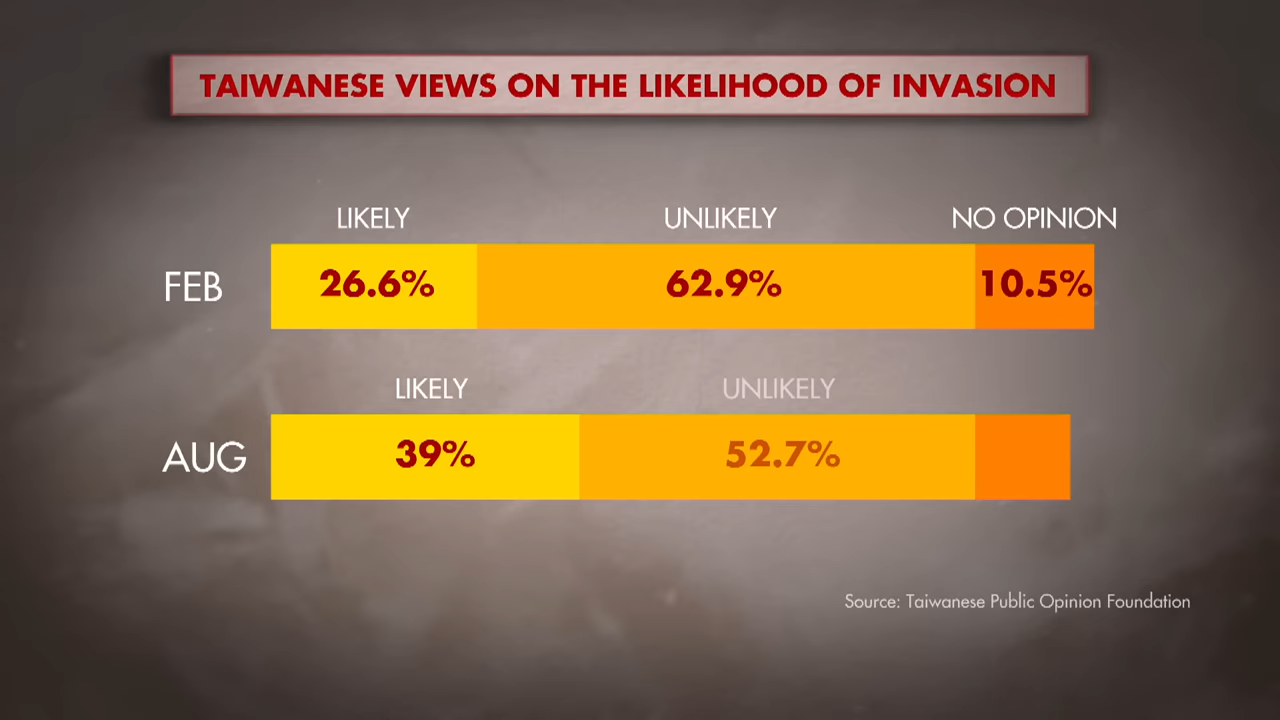 TAIWANESE VIEWS ON THE LIKELIHOOD OF INVASION
LIKELY UNLIKELY NO OPINION
FEB 26.6% 62.9% 10.5%
LIKELY UNLIKELY
AUG 39% 52.7%
Source: Taiwanese Public Opinion Foundation